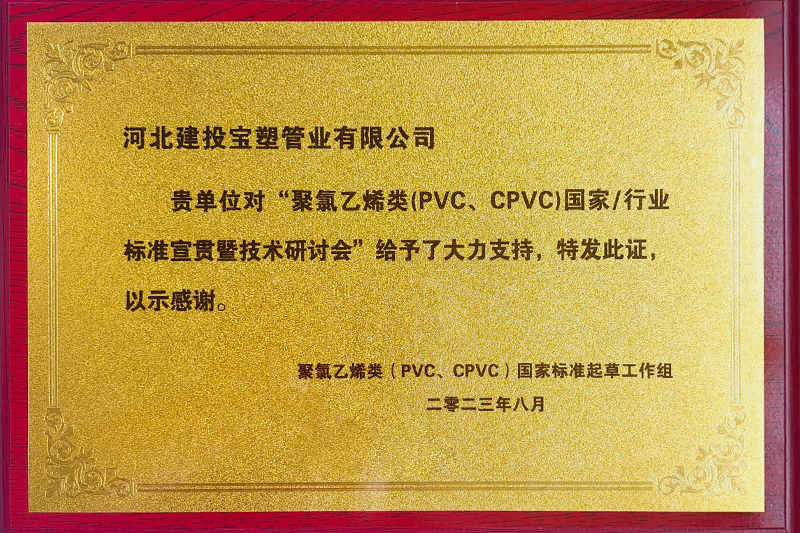 河北建投宝塑管业有限公司
贵单位对“聚氯乙烯类(PVC、CPVC)国家/行业
标准宣贯暨技术研讨会”给予了大力支持，特发此证，
以示感谢。
聚氯乙烯类（PVC、CPVC）国家标准起草工作组
二零二三年八月